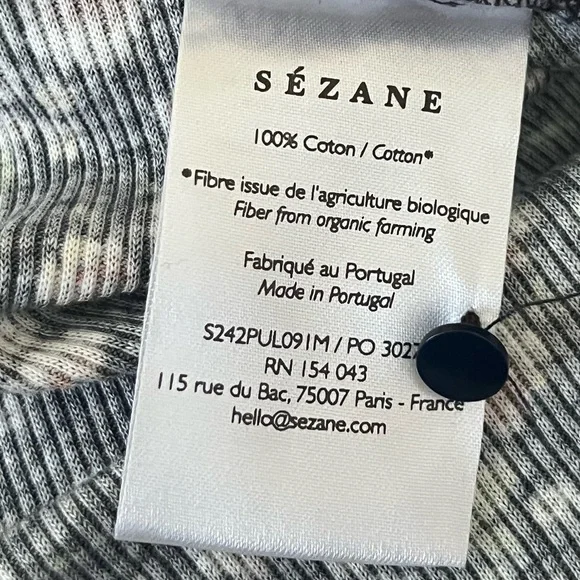 SÉZANE
100% Coton / Cotton*
*Fibre issue de l'agriculture biologique
Fiber from organic farming
Fabriqué au Portugal
Made in Portugal
S242PUL091M / PO
RN 154 043
115 rue du Bac, 75007 Paris - France
hello@sezane.com